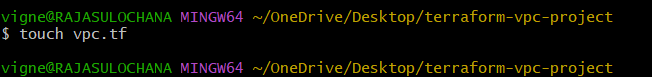 vigne@RAJASULOCHANA MINGW64 ~/OneDrive/Desktop/terraform-vpc-project
$ touch vpc.tf
vigne@RAJASULOCHANA MINGW64 ~/OneDrive/Desktop/terraform-vpc-project